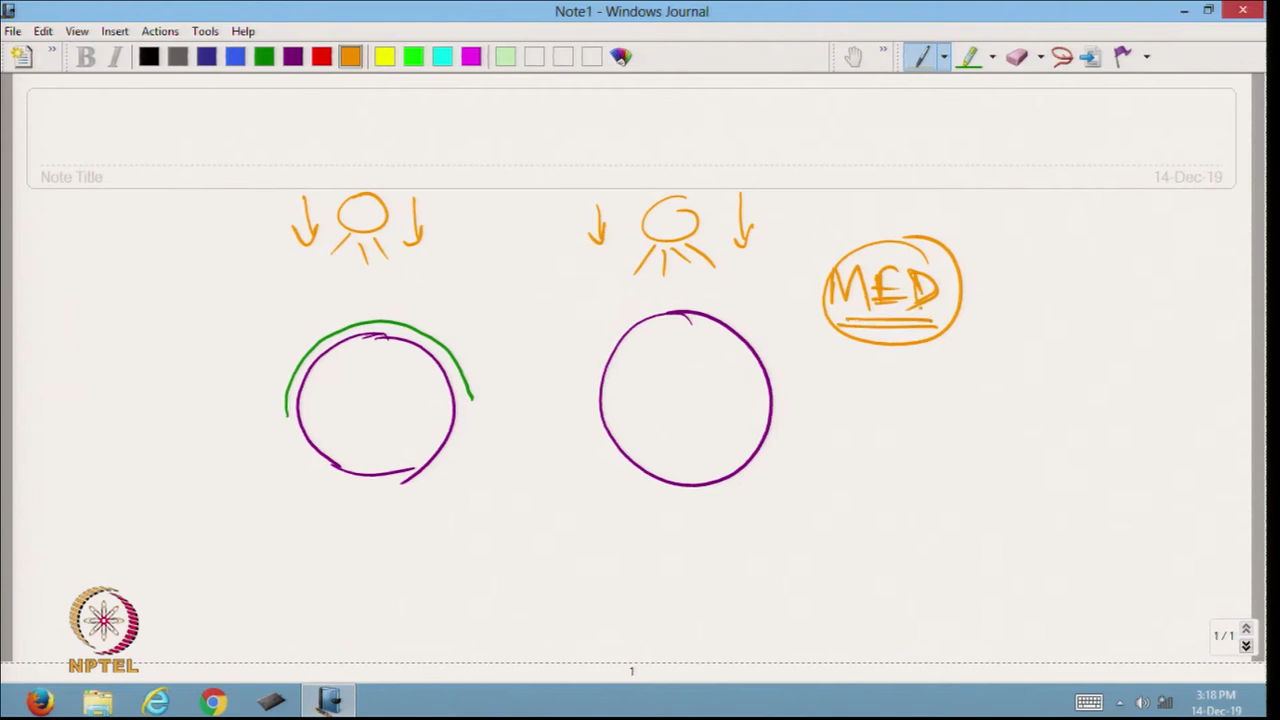 Note1 - Windows Journal
File Edit View Insert Actions Tools Help
B I
Note Title
14-Dec-19
MED
1 / 1
NPTEL
1
3:18 PM
14-Dec-19